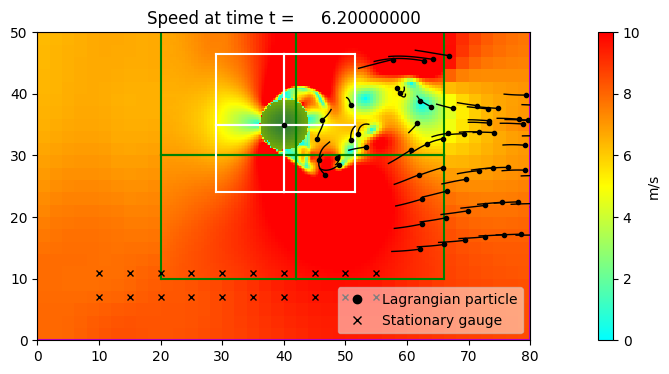 Speed at time t = 6.20000000
50
40
30
20
10
0
0 10 20 30 40 50 60 70 80
Lagrangian particle
Stationary gauge
10
8
6
4
2
0
m/s